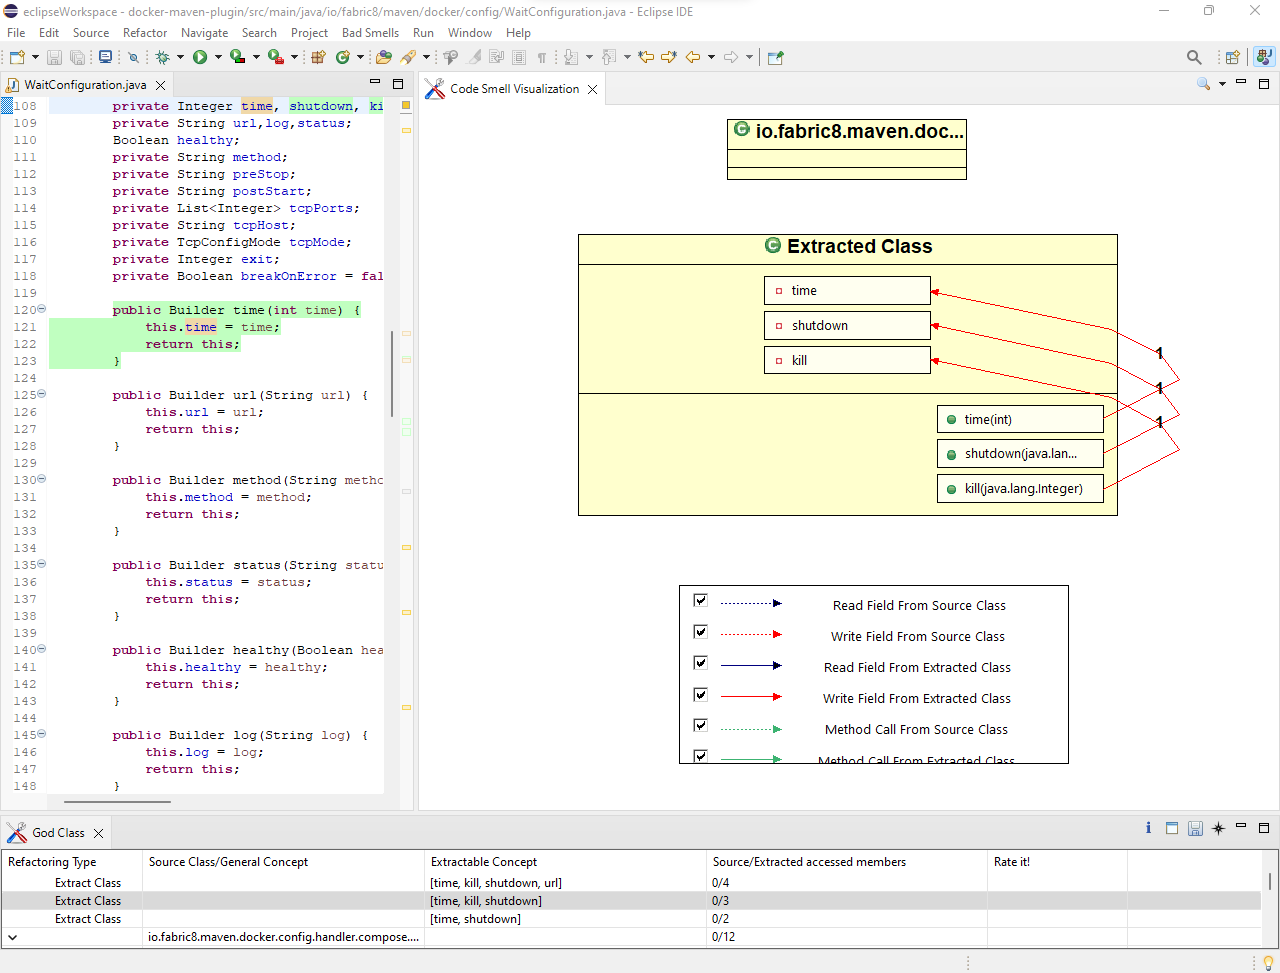 eclipseWorkspace - docker-maven-plugin/src/main/java/io/fabric8/maven/docker/config/WaitConfiguration.java - Eclipse IDE
File Edit Source Refactor Navigate Search Project Bad Smells Run Window Help
WaitConfiguration.java
108 private Integer time, shutdown, ki
109 private String url,log,status;
110 Boolean healthy;
111 private String method;
112 private String preStop;
113 private String postStart;
114 private List<Integer> tcpPorts;
115 private String tcpHost;
116 private TcpConfigMode tcpMode;
117 private Integer exit;
118 private Boolean breakOnError = fal
119
120 public Builder time(int time) {
121 this.time = time;
122 return this;
123 }
124
125 public Builder url(String url) {
126 this.url = url;
127 return this;
128 }
129
130 public Builder method(String metho
131 this.method = method;
132 return this;
133 }
134
135 public Builder status(String statu
136 this.status = status;
137 return this;
138 }
139
140 public Builder healthy(Boolean hea
141 this.healthy = healthy;
142 return this;
143 }
144
145 public Builder log(String log) {
146 this.log = log;
147 return this;
148 }
Code Smell Visualization
io.fabric8.maven.doc...
Extracted Class
time
shutdown
kill
1
1
1
time(int)
shutdown(java.lan...
kill(java.lang.Integer)
Read Field From Source Class
Write Field From Source Class
Read Field From Extracted Class
Write Field From Extracted Class
Method Call From Source Class
Method Call From Extracted Class
God Class
Refactoring Type Source Class/General Concept Extractable Concept Source/Extracted accessed members Rate it!
Extract Class [time, kill, shutdown, url] 0/4
Extract Class [time, kill, shutdown] 0/3
Extract Class [time, shutdown] 0/2
io.fabric8.maven.docker.config.handler.compose.... 0/12